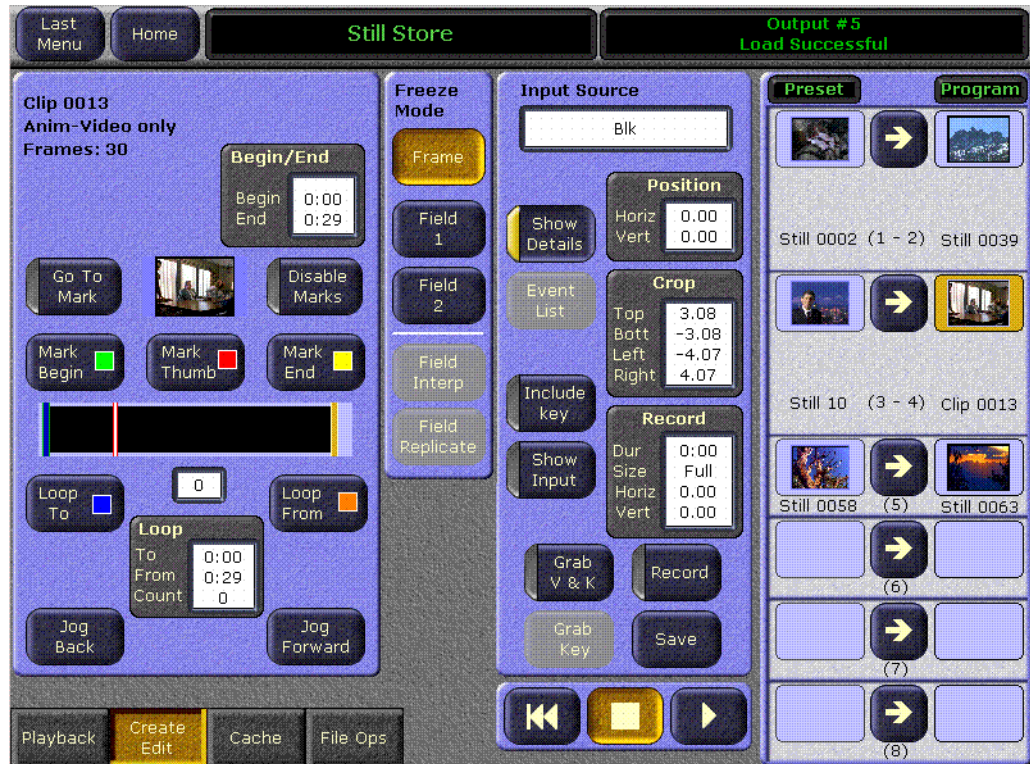 Last
Menu
Home
Still Store
Output #5
Load Successful
Clip 0013
Anim-Video only
Frames: 30
Begin/End
Begin 0:00
End 0:29
Go To
Mark
Disable
Marks
Mark
Begin
Mark
Thumb
Mark
End
0
Loop
To
Loop
From
Loop
To 0:00
From 0:29
Count 0
Jog
Back
Jog
Forward
Freeze
Mode
Frame
Field
1
Field
2
Field
Interp
Field
Replicate
Input Source
Blk
Show
Details
Event
List
Include
key
Show
Input
Position
Horiz 0.00
Vert 0.00
Crop
Top 3.08
Bott -3.08
Left -4.07
Right 4.07
Record
Dur 0:00
Size Full
Horiz 0.00
Vert 0.00
Grab
V & K
Record
Grab
Key
Save
Preset
Program
Still 0002 (1 - 2) Still 0039
Still 10 (3 - 4) Clip 0013
Still 0058 (5) Still 0063
(6)
(7)
(8)
Playback
Create
Edit
Cache
File Ops